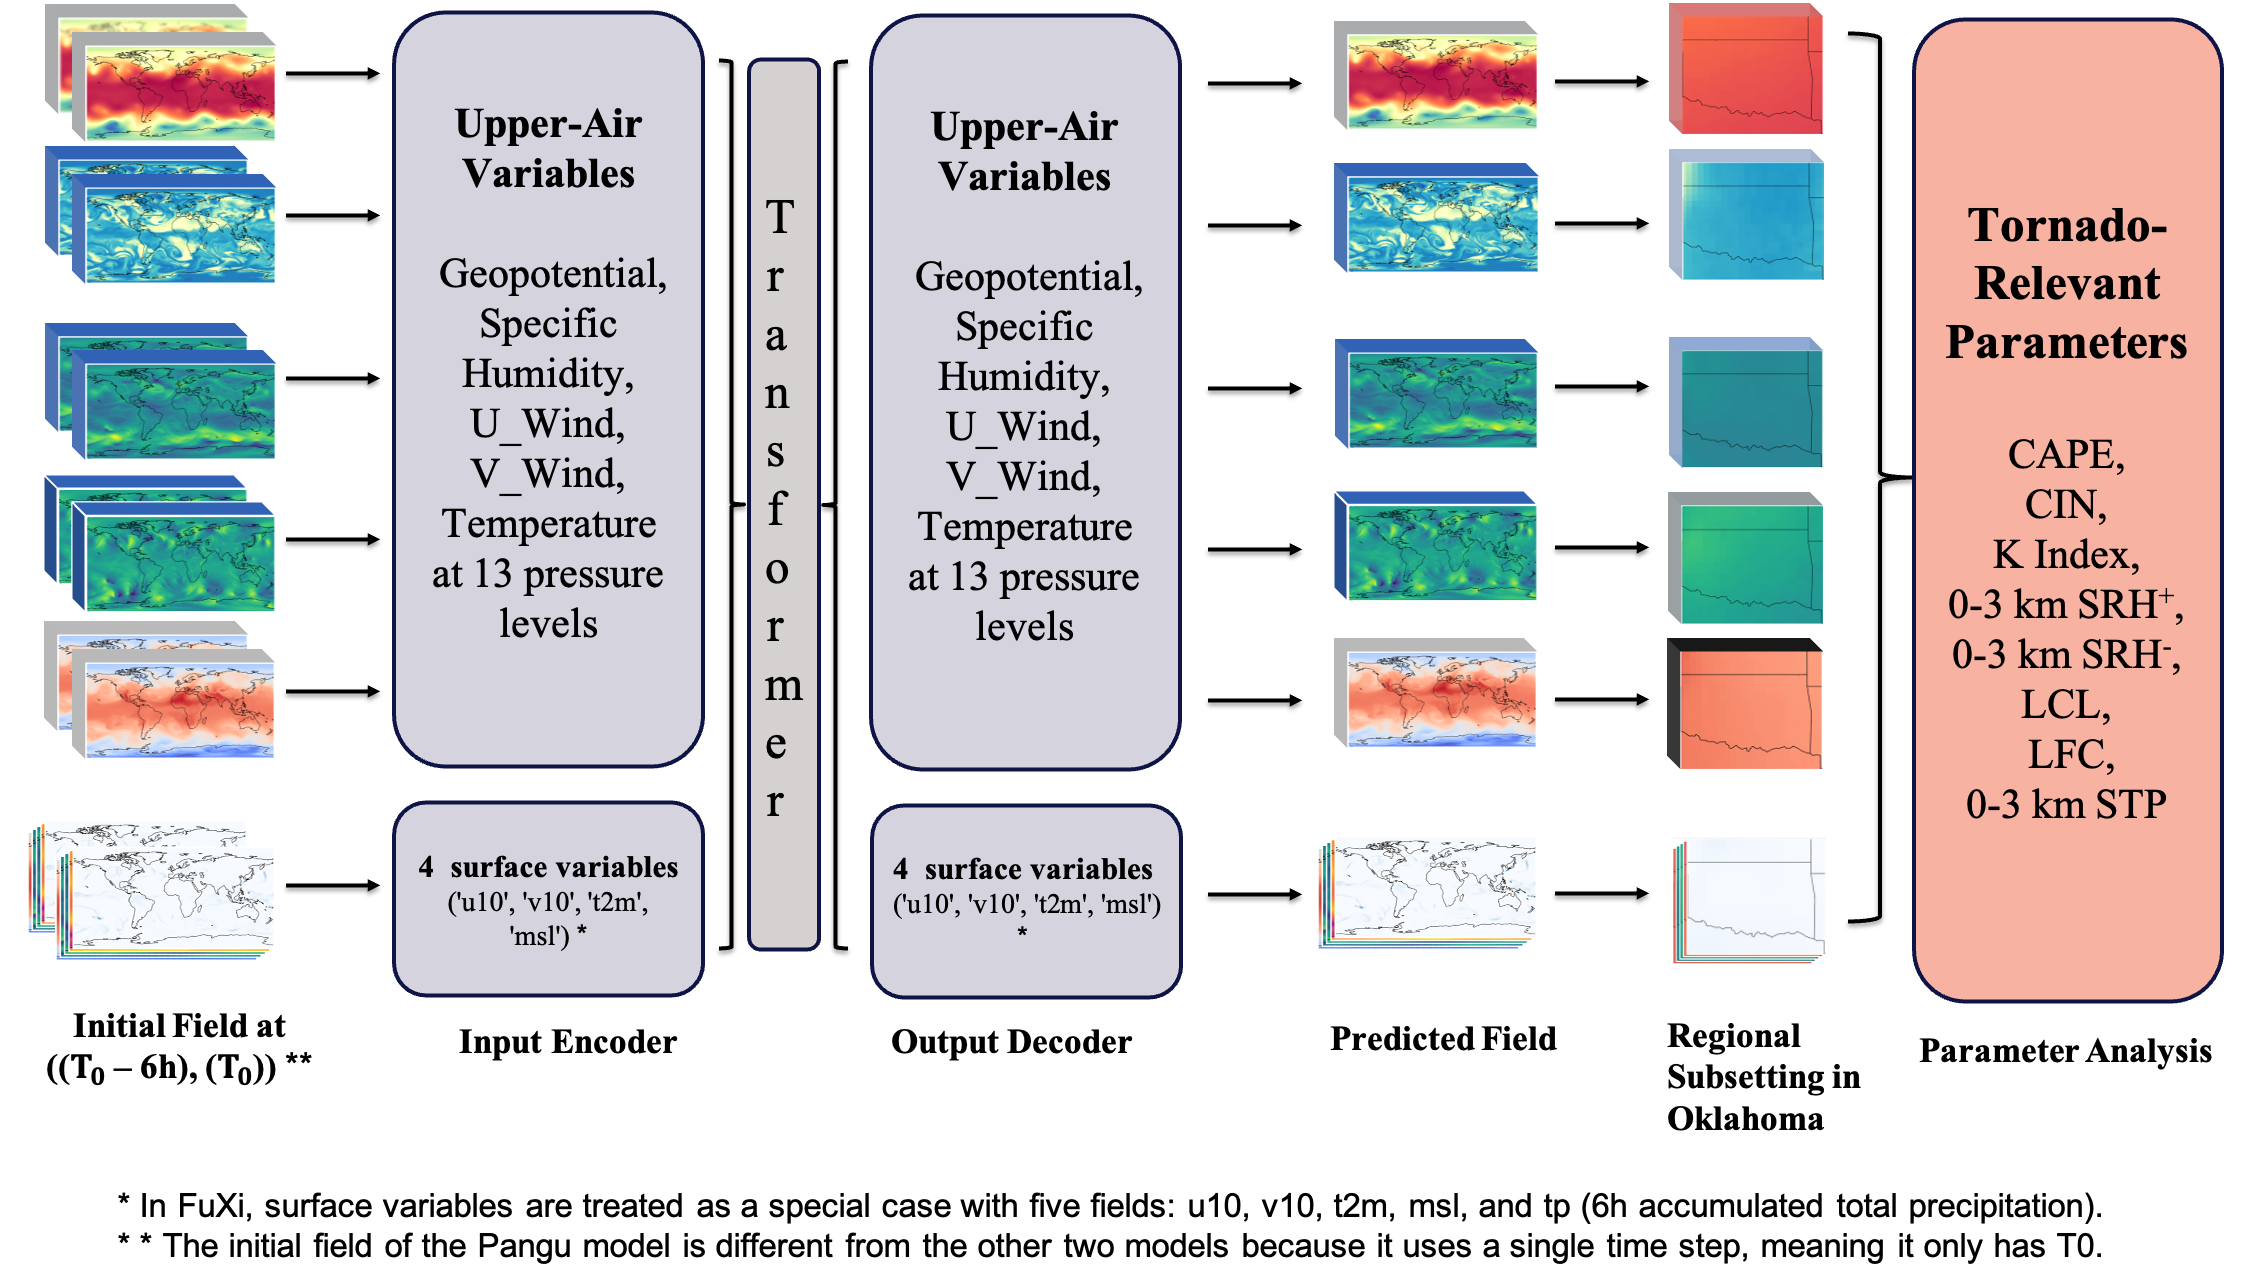 Upper-Air
Variables
Geopotential,
Specific
Humidity,
U_Wind,
V_Wind,
Temperature
at 13 pressure
levels
4 surface variables
('u10', 'v10', 't2m',
'msl') *
T
r
a
n
s
f
o
r
m
e
r
Upper-Air
Variables
Geopotential,
Specific
Humidity,
U_Wind,
V_Wind,
Temperature
at 13 pressure
levels
4 surface variables
('u10', 'v10', 't2m', 'msl')
*
Tornado-
Relevant
Parameters
CAPE,
CIN,
K Index,
0-3 km SRH⁺,
0-3 km SRH⁻,
LCL,
LFC,
0-3 km STP
Initial Field at
((T₀ – 6h), (T₀)) **
Input Encoder
Output Decoder
Predicted Field
Regional
Subsetting in
Oklahoma
Parameter Analysis
* In FuXi, surface variables are treated as a special case with five fields: u10, v10, t2m, msl, and tp (6h accumulated total precipitation).
* * The initial field of the Pangu model is different from the other two models because it uses a single time step, meaning it only has T0.